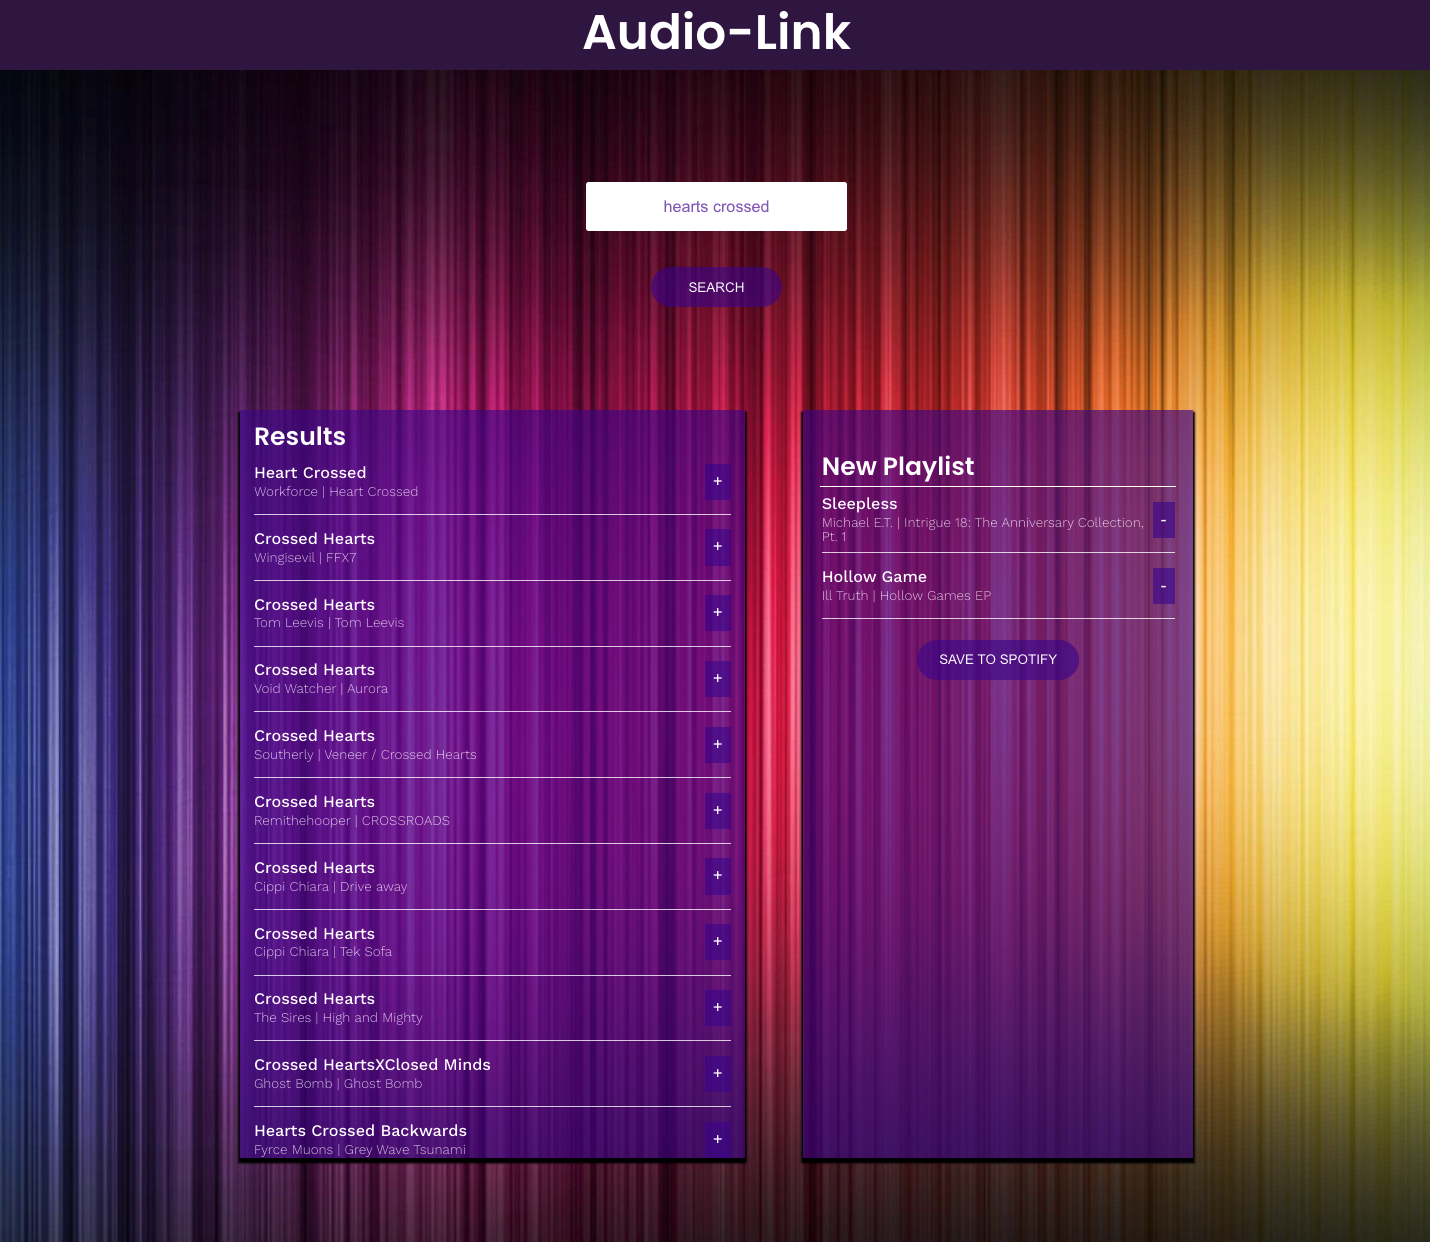 Audio-Link
hearts crossed
SEARCH
Results
Heart Crossed
Workforce | Heart Crossed
+
Crossed Hearts
Wingisevil | FFX7
+
Crossed Hearts
Tom Leevis | Tom Leevis
+
Crossed Hearts
Void Watcher | Aurora
+
Crossed Hearts
Southerly | Veneer / Crossed Hearts
+
Crossed Hearts
Remithehooper | CROSSROADS
+
Crossed Hearts
Cippi Chiara | Drive away
+
Crossed Hearts
Cippi Chiara | Tek Sofa
+
Crossed Hearts
The Sires | High and Mighty
+
Crossed HeartsXClosed Minds
Ghost Bomb | Ghost Bomb
+
Hearts Crossed Backwards
Fyrce Muons | Grey Wave Tsunami
+
New Playlist
Sleepless
Michael E.T. | Intrigue 18: The Anniversary Collection,
Pt. 1
-
Hollow Game
Ill Truth | Hollow Games EP
-
SAVE TO SPOTIFY